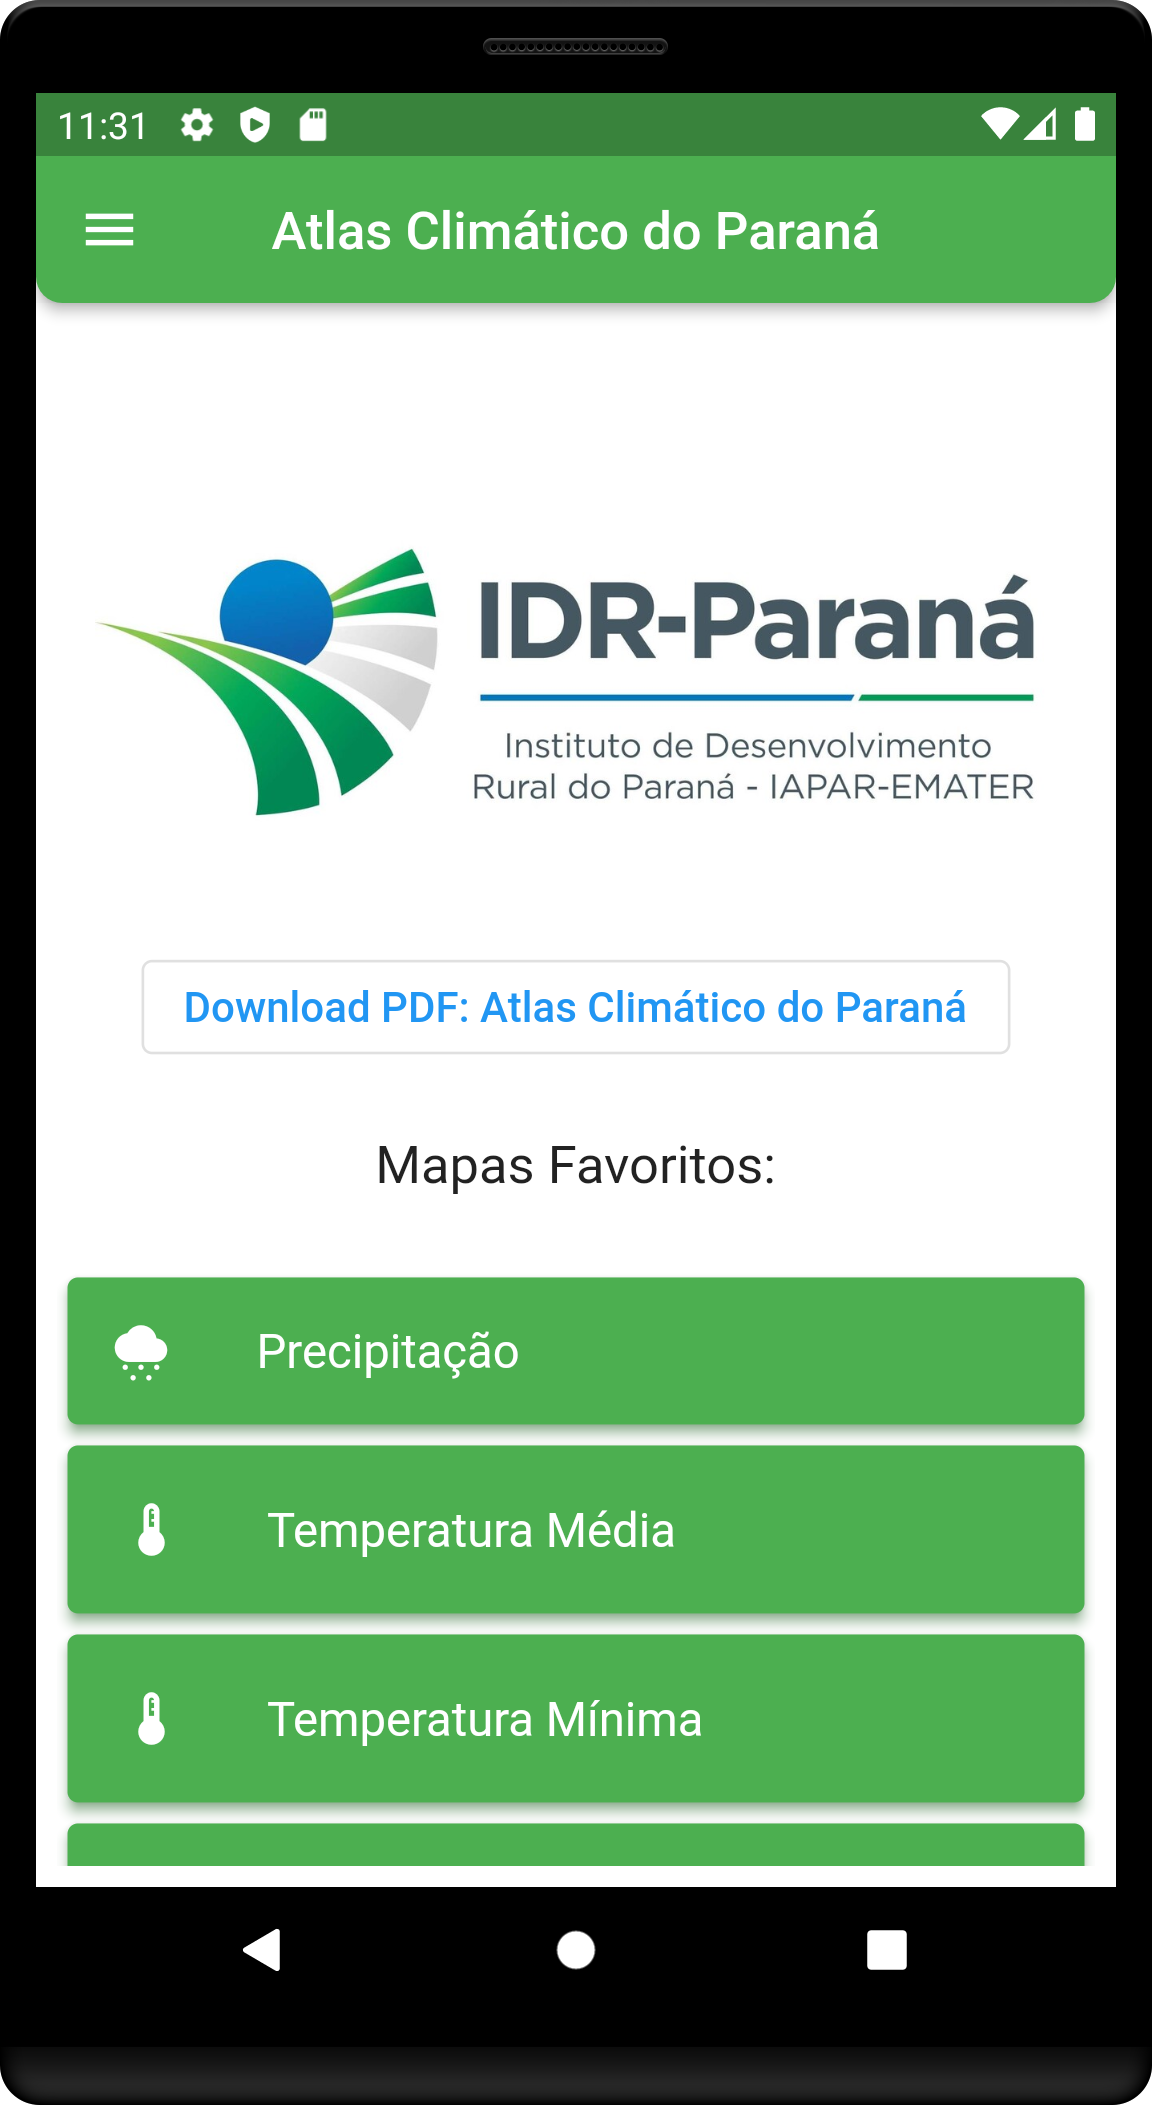 11:31
Atlas Climático do Paraná
IDR-Paraná
Instituto de Desenvolvimento
Rural do Paraná - IAPAR-EMATER
Download PDF: Atlas Climático do Paraná
Mapas Favoritos:
Precipitação
Temperatura Média
Temperatura Mínima